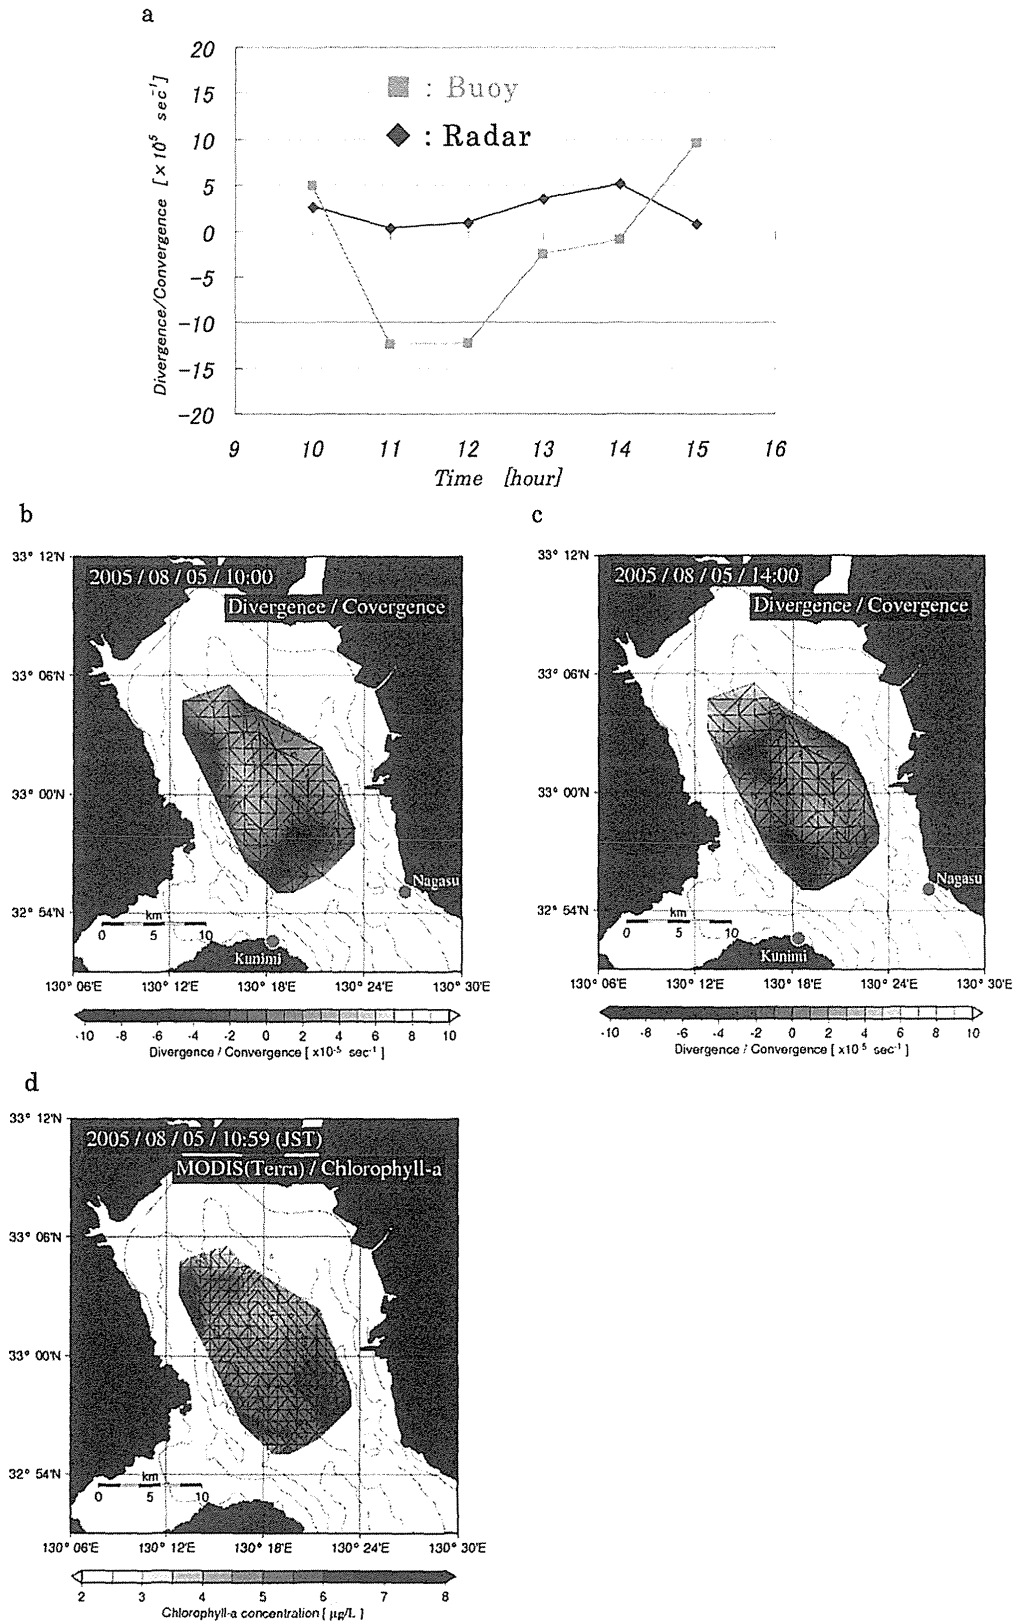 a
20
15
10
5
0
−5
−10
−15
−20
Divergence/Convergence [×10⁵ sec⁻¹]
: Buoy
: Radar
9 10 11 12 13 14 15 16
Time [hour]
b
33° 12'N
33° 06'N
33° 00'N
32° 54'N
2005 / 08 / 05 / 10:00
Divergence / Covergence
Nagasu
km
0 5 10
Kunimi
130° 06'E 130° 12'E 130° 18'E 130° 24'E 130° 30'E
-10 -8 -6 -4 -2 0 2 4 6 8 10
Divergence / Convergence [ x10⁻⁵ sec⁻¹ ]
c
33° 12'N
33° 06'N
33° 00'N
32° 54'N
2005 / 08 / 05 / 14:00
Divergence / Covergence
Nagasu
km
0 5 10
Kunimi
130° 06'E 130° 12'E 130° 18'E 130° 24'E 130° 30'E
-10 -8 -6 -4 -2 0 2 4 6 8 10
Divergence / Convergence [ x10⁵ sec⁻¹ ]
d
33° 12'N
33° 06'N
33° 00'N
32° 54'N
2005 / 08 / 05 / 10:59 (JST)
MODIS(Terra) / Chlorophyll-a
km
0 5 10
130° 06'E 130° 12'E 130° 18'E 130° 24'E 130° 30'E
2 3 4 5 6 7 8
Chlorophyll-a concentration [ µg/L ]